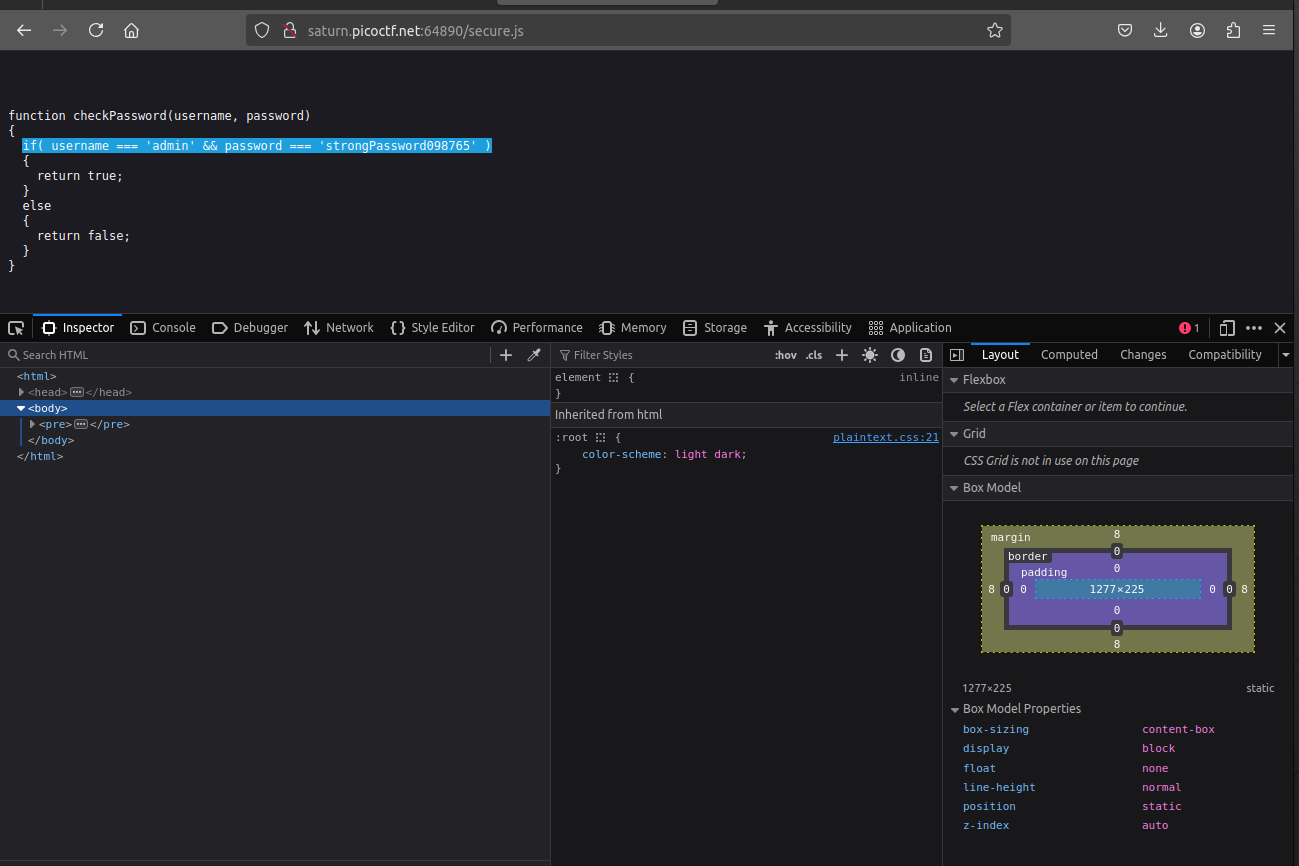 saturn.picoctf.net:64890/secure.js
function checkPassword(username, password)
{
if( username === 'admin' && password === 'strongPassword098765' )
{
return true;
}
else
{
return false;
}
}
Inspector Console Debugger Network Style Editor Performance Memory Storage Accessibility Application 1
Search HTML
<html>
<head> </head>
<body>
<pre> </pre>
</body>
</html>
Filter Styles :hov .cls
element { inline
}
Inherited from html
:root { plaintext.css:21
color-scheme: light dark;
}
Layout Computed Changes Compatibility
Flexbox
Select a Flex container or item to continue.
Grid
CSS Grid is not in use on this page
Box Model
margin 8
border 0
padding 0
8 0 0 1277×225 0 0 8
0
0
8
1277×225 static
Box Model Properties
box-sizing content-box
display block
float none
line-height normal
position static
z-index auto